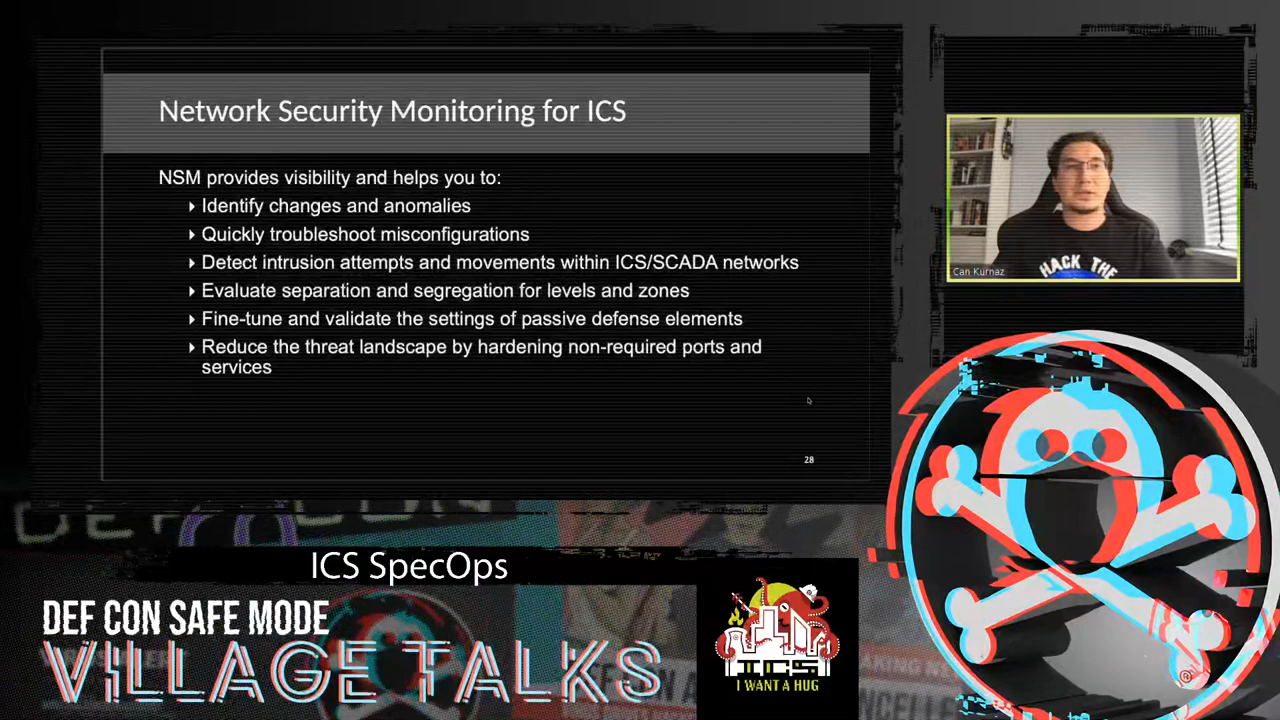 Network Security Monitoring for ICS
NSM provides visibility and helps you to:
Identify changes and anomalies
Quickly troubleshoot misconfigurations
Detect intrusion attempts and movements within ICS/SCADA networks
Evaluate separation and segregation for levels and zones
Fine-tune and validate the settings of passive defense elements
Reduce the threat landscape by hardening non-required ports and
services
28
Can Kurnaz
HACK THE
DEF CON
ICS SpecOps
DEF CON SAFE MODE
VILLAGE TALKS
ICS
I WANT A HUG